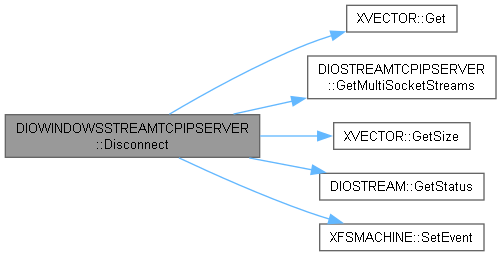 DIOWINDOWSSTREAMTCPIPSERVER
::Disconnect
XVECTOR::Get
DIOSTREAMTCPIPSERVER
::GetMultiSocketStreams
XVECTOR::GetSize
DIOSTREAM::GetStatus
XFSMACHINE::SetEvent